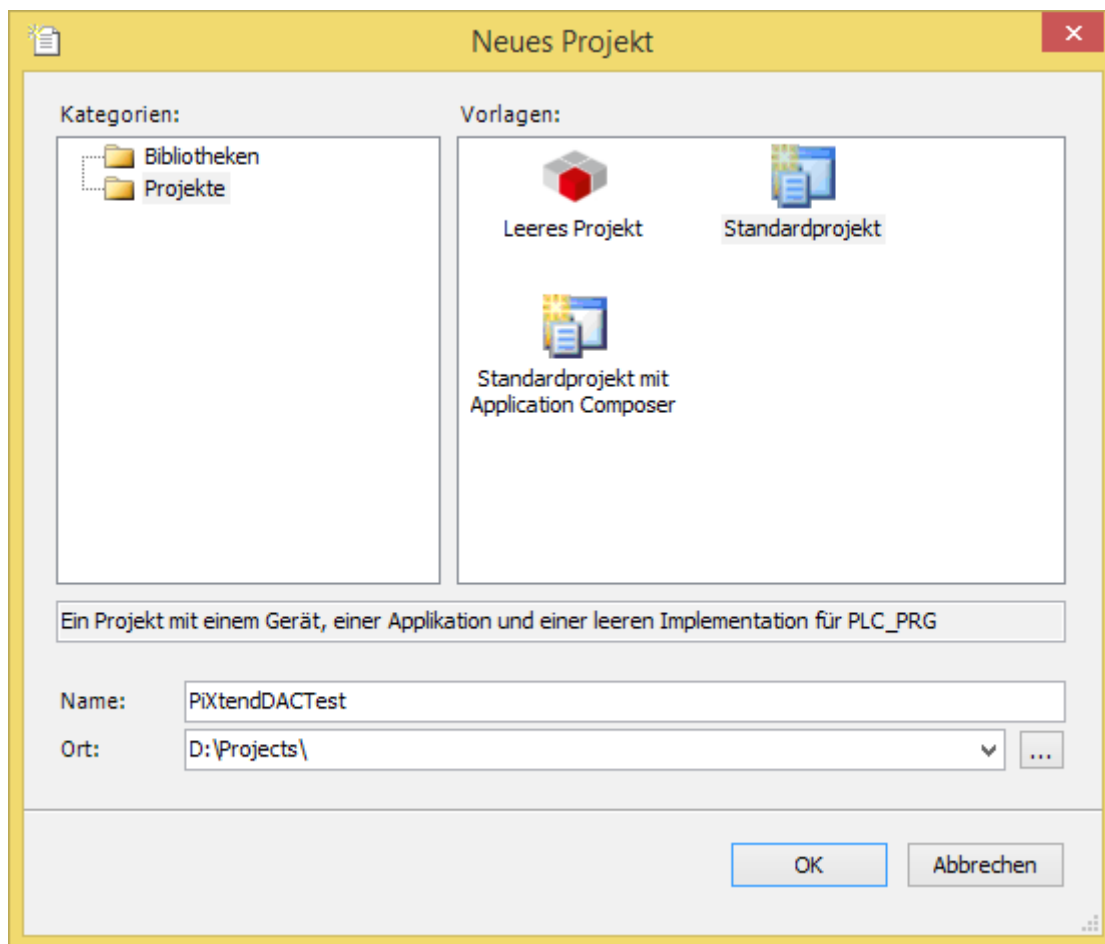 Neues Projekt
Kategorien:
Vorlagen:
Bibliotheken
Projekte
Leeres Projekt
Standardprojekt
Standardprojekt mit
Application Composer
Ein Projekt mit einem Gerät, einer Applikation und einer leeren Implementation für PLC_PRG
Name:
PiXtendDACTest
Ort:
D:\Projects\
...
OK
Abbrechen